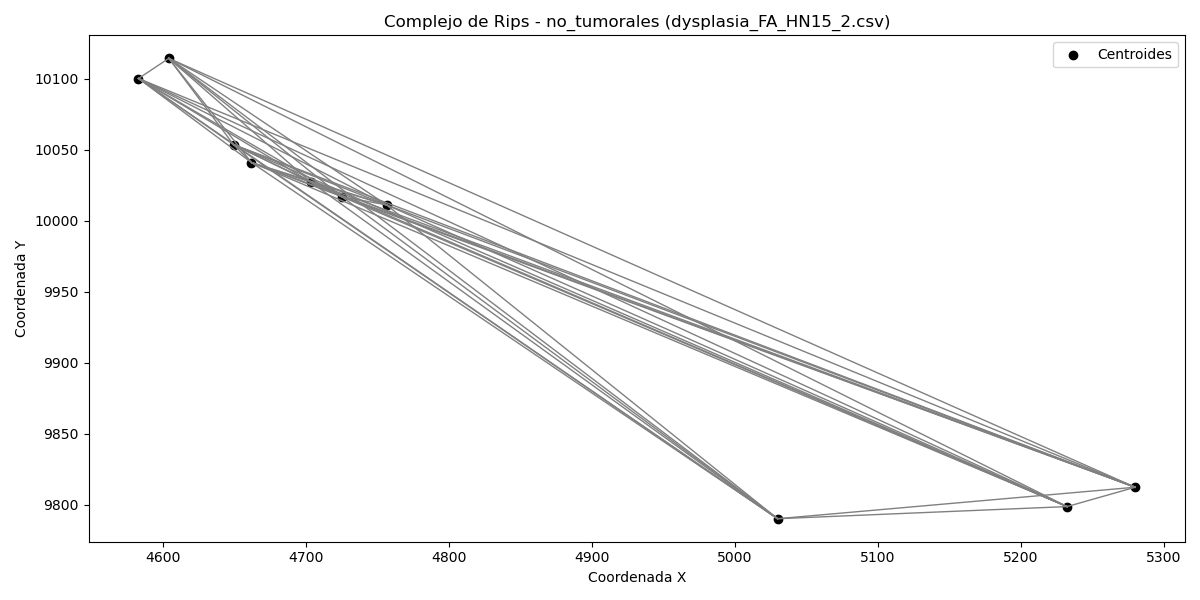 Complejo de Rips - no_tumorales (dysplasia_FA_HN15_2.csv)
Centroides
Coordenada Y
10100
10050
10000
9950
9900
9850
9800
4600 4700 4800 4900 5000 5100 5200 5300
Coordenada X